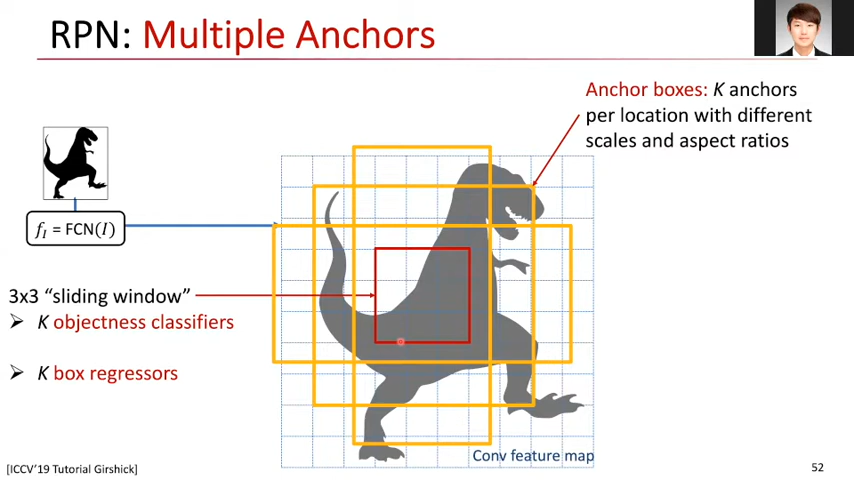 RPN: Multiple Anchors
Anchor boxes: K anchors
per location with different
scales and aspect ratios
f_I = FCN(I)
3x3 “sliding window”
➢ K objectness classifiers
➢ K box regressors
Conv feature map
[ICCV’19 Tutorial Girshick]
52